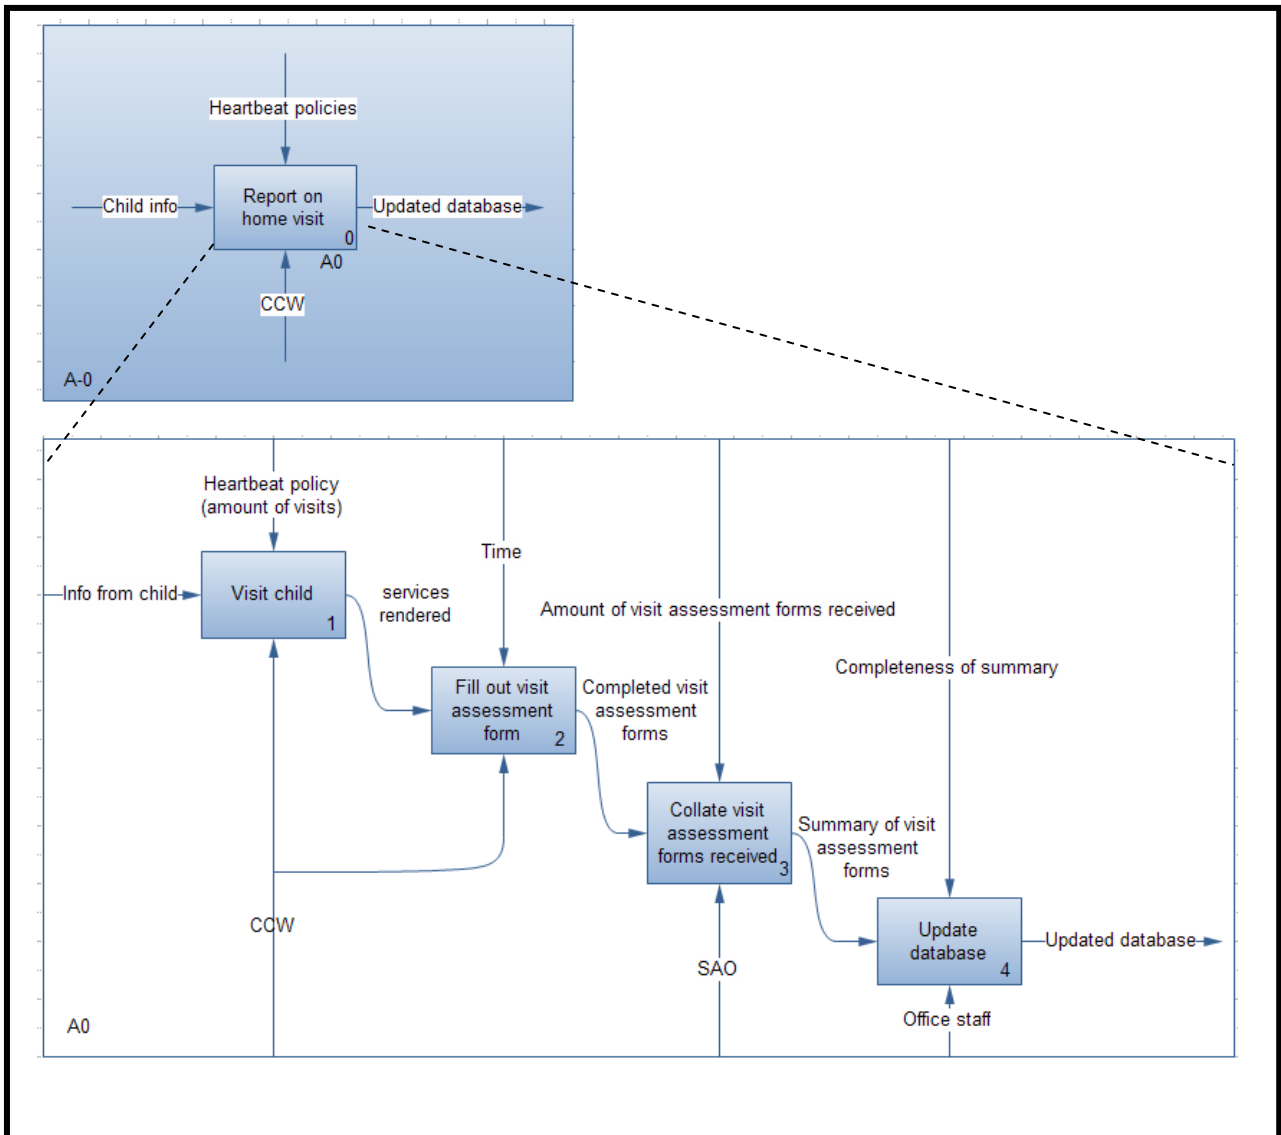 Heartbeat policies
Child info
Report on
home visit
0
Updated database
A0
CCW
A-0
Heartbeat policy
(amount of visits)
Info from child
Visit child
1
services
rendered
Time
Amount of visit assessment forms received
Completeness of summary
Fill out visit
assessment
form
2
Completed visit
assessment
forms
Collate visit
assessment
forms received
3
Summary of visit
assessment
forms
Update
database
4
Updated database
CCW
SAO
Office staff
A0